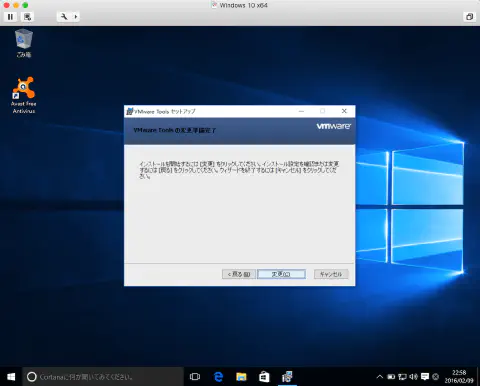 Windows 10 x64
ごみ箱
Avast Free
Antivirus
VMware Tools セットアップ
VMware Tools の変更準備完了
vmware
インストールを開始するには [変更] をクリックしてください。インストール設定を確認または変更
するには [戻る] をクリックしてください。ウィザードを終了するには [キャンセル] をクリックしてくだ
さい。
< 戻る(B)
変更(C)
キャンセル
Cortanaに何か聞いてみてください。
22:58
2016/02/09